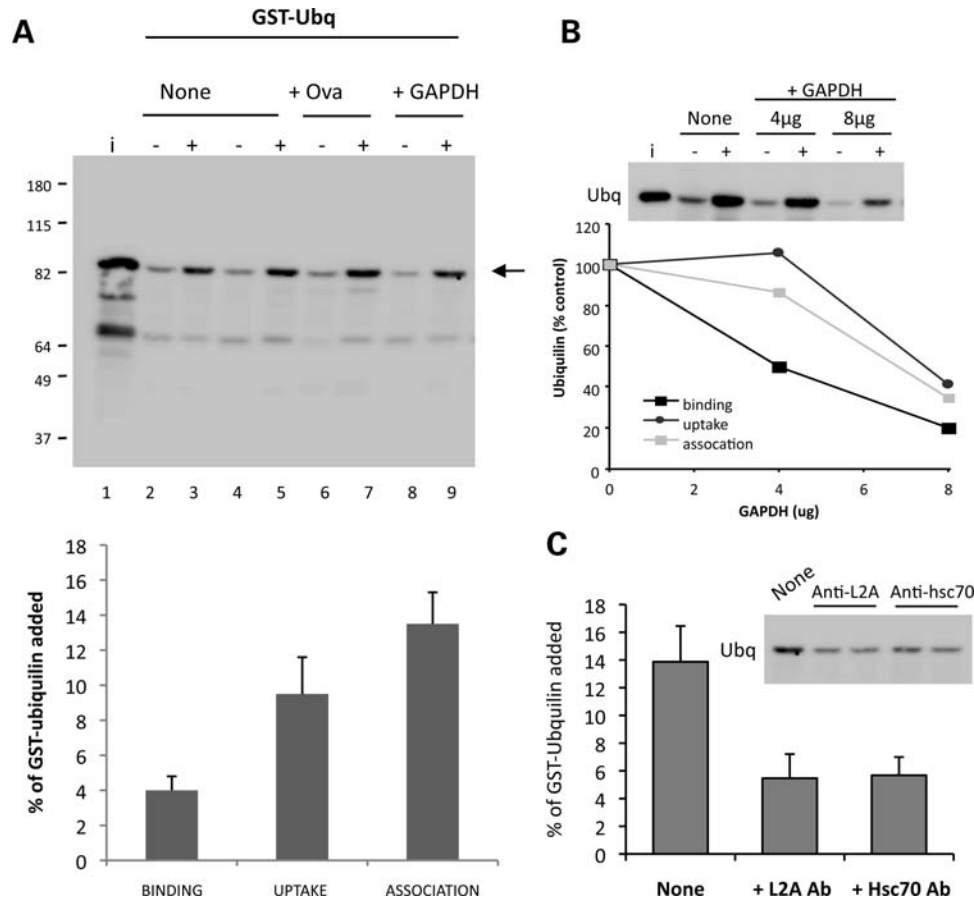 A
GST-Ubq
None + Ova + GAPDH
i - + - + - + - +
180
115
82
64
49
37
1 2 3 4 5 6 7 8 9
18
16
14
12
10
8
6
4
2
0
% of GST-ubiquilin added
BINDING UPTAKE ASSOCIATION
B
+ GAPDH
None 4µg 8µg
i - + - + - +
Ubq
120
100
80
60
40
20
0
Ubiquilin (% control)
binding
uptake
assocation
0 2 4 6 8
GAPDH (ug)
C
None Anti-L2A Anti-hsc70
Ubq
18
16
14
12
10
8
6
4
2
0
% of GST-Ubquilin added
None + L2A Ab + Hsc70 Ab